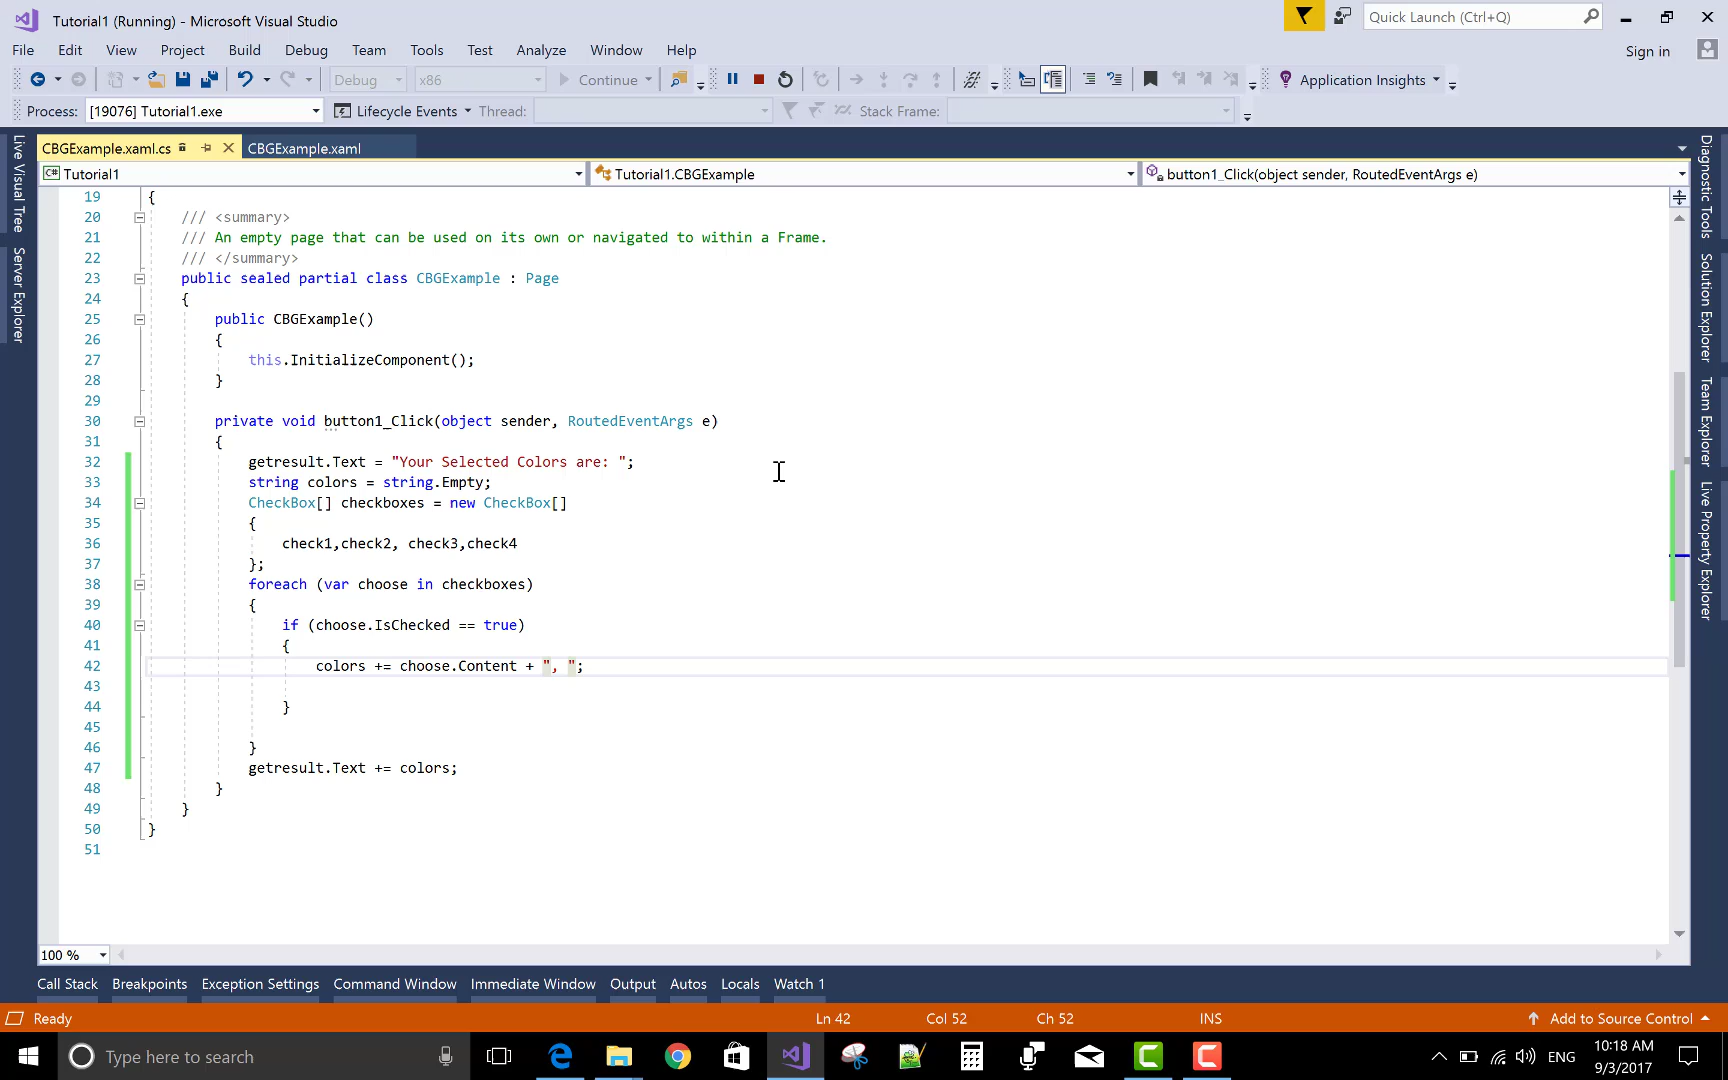 Tutorial1 (Running) - Microsoft Visual Studio
Quick Launch (Ctrl+Q)
File Edit View Project Build Debug Team Tools Test Analyze Window Help
Sign in
Debug x86 Continue Application Insights
Process: [19076] Tutorial1.exe Lifecycle Events Thread: Stack Frame:
CBGExample.xaml.cs CBGExample.xaml
C# Tutorial1 Tutorial1.CBGExample button1_Click(object sender, RoutedEventArgs e)
Live Visual Tree
Server Explorer
19 {
20 /// <summary>
21 /// An empty page that can be used on its own or navigated to within a Frame.
22 /// </summary>
23 public sealed partial class CBGExample : Page
24 {
25 public CBGExample()
26 {
27 this.InitializeComponent();
28 }
29
30 private void button1_Click(object sender, RoutedEventArgs e)
31 {
32 getresult.Text = "Your Selected Colors are: ";
33 string colors = string.Empty;
34 CheckBox[] checkboxes = new CheckBox[]
35 {
36 check1,check2, check3,check4
37 };
38 foreach (var choose in checkboxes)
39 {
40 if (choose.IsChecked == true)
41 {
42 colors += choose.Content + ", ";
43
44 }
45
46 }
47 getresult.Text += colors;
48 }
49 }
50 }
51
Diagnostic Tools
Solution Explorer
Team Explorer
Live Property Explorer
100 %
Call Stack Breakpoints Exception Settings Command Window Immediate Window Output Autos Locals Watch 1
Ready Ln 42 Col 52 Ch 52 INS Add to Source Control
Type here to search
ENG
10:18 AM
9/3/2017